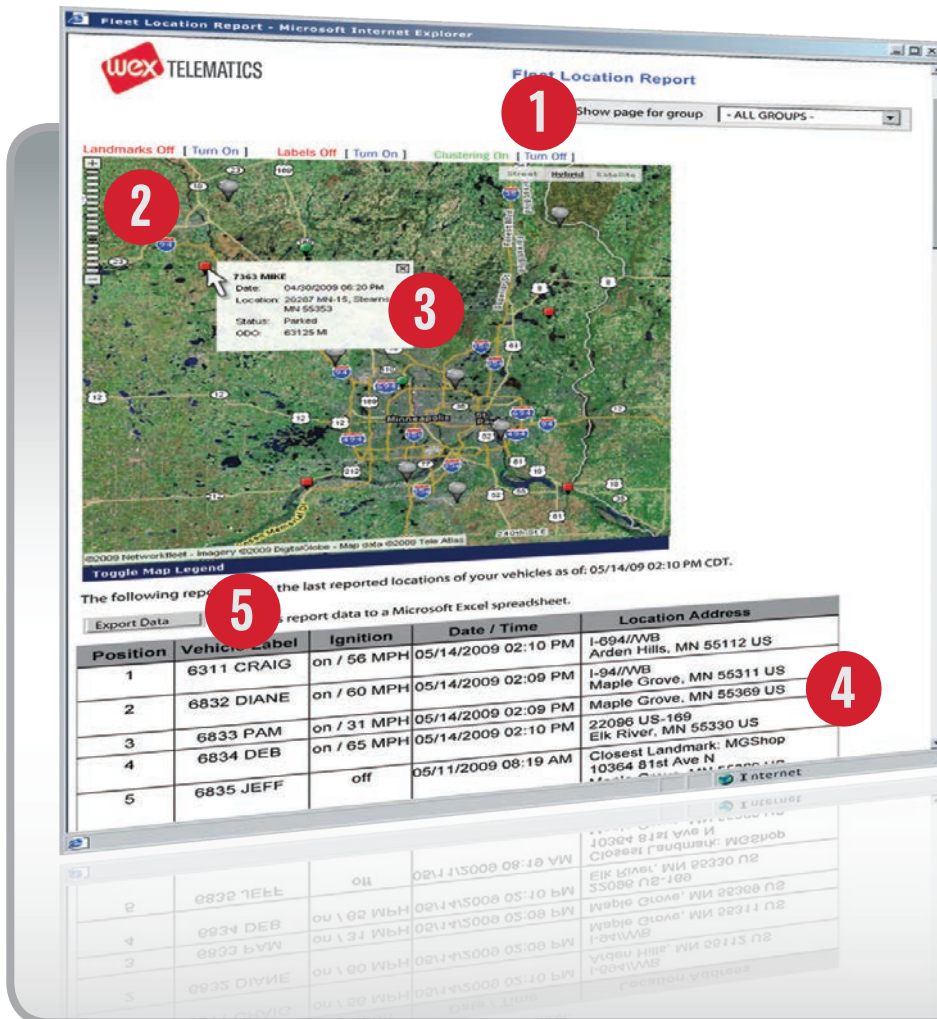 Fleet Location Report - Microsoft Internet Explorer
wex TELEMATICS
Fleet Location Report
1
Show page for group - ALL GROUPS -
Landmarks Off [ Turn On ] Labels Off [ Turn On ] Clustering On [ Turn Off ]
Street Hybrid Satellite
2
7363 MIKE
Date: 04/30/2009 06:20 PM
Location: 20287 MN-15, Stearns
MN 55353
Status: Parked
ODO: 63125 MI
3
Minneapolis
St.
240th St E
©2009 Networkfleet - Imagery ©2009 DigitalGlobe - Map data ©2009 Tele Atlas
Toggle Map Legend
The following the last reported locations of your vehicles as of: 05/14/09 02:10 PM CDT.
Export Data report data to a Microsoft Excel spreadsheet.
5
Position Vehicle Label Ignition Date / Time Location Address
1 6311 CRAIG on / 56 MPH 05/14/2009 02:10 PM I-694//WB
Arden Hills, MN 55112 US
2 6832 DIANE on / 60 MPH 05/14/2009 02:09 PM I-94//WB
Maple Grove, MN 55311 US
3 6833 PAM on / 31 MPH 05/14/2009 02:09 PM Maple Grove, MN 55369 US
4 6834 DEB on / 65 MPH 05/14/2009 02:10 PM 22096 US-169
Elk River, MN 55330 US
5 6835 JEFF off 05/11/2009 08:19 AM Closest Landmark: MGShop
10364 81st Ave N
4
Internet